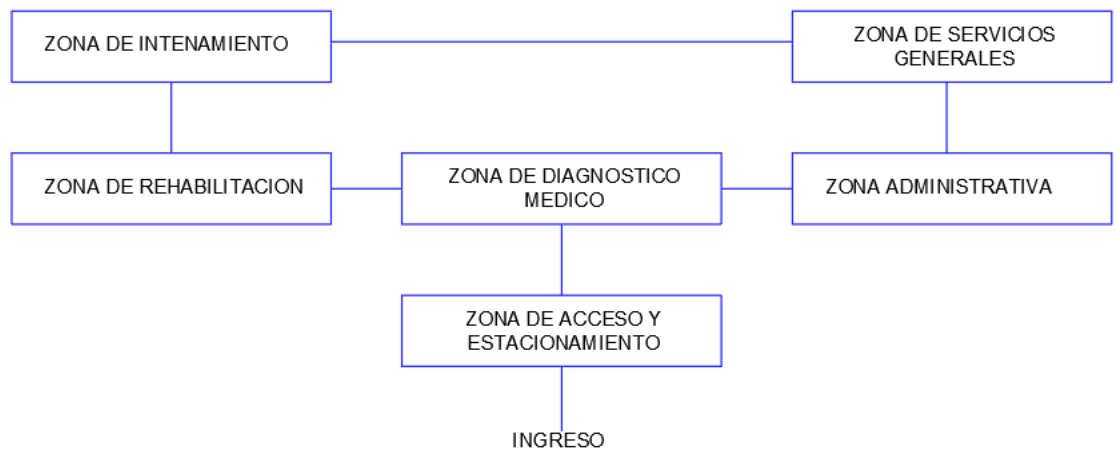 ZONA DE INTENAMIENTO
ZONA DE SERVICIOS
GENERALES
ZONA DE REHABILITACION
ZONA DE DIAGNOSTICO
MEDICO
ZONA ADMINISTRATIVA
ZONA DE ACCESO Y
ESTACIONAMIENTO
INGRESO